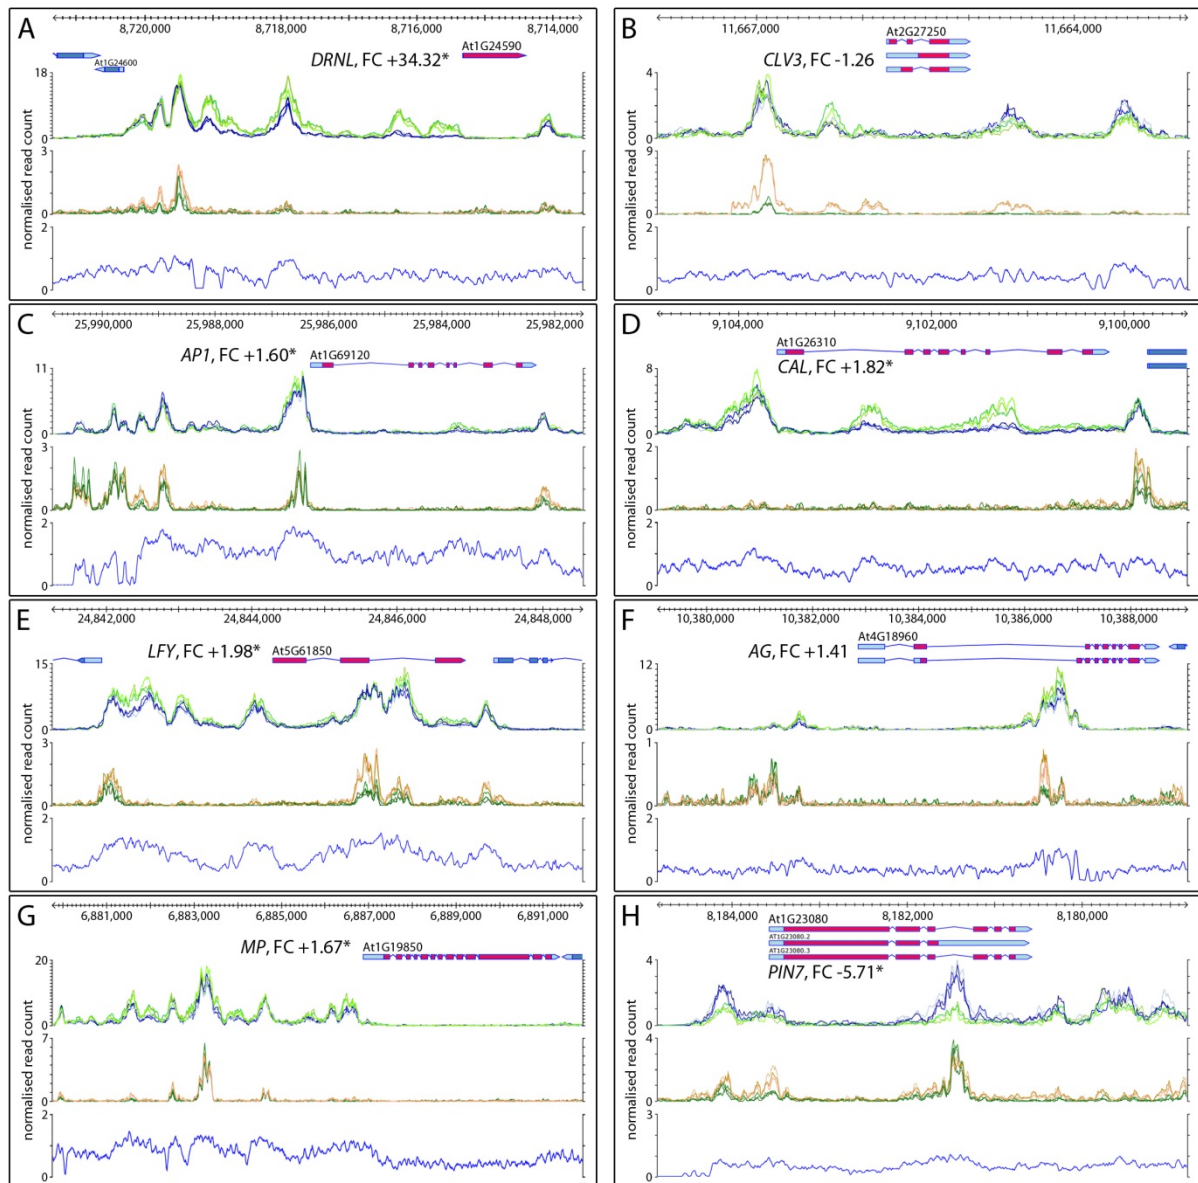 A
8,720,000 8,718,000 8,716,000 8,714,000
At1G24600
DRNL, FC +34.32*
At1G24590
normalised read count
18
0
3
0
2
0
B
11,667,000 11,664,000
At2G27250
CLV3, FC -1.26
normalised read count
4
2
0
9
0
2
0
C
25,990,000 25,988,000 25,986,000 25,984,000 25,982,000
AP1, FC +1.60*
At1G69120
normalised read count
11
0
3
0
2
0
D
9,104,000 9,102,000 9,100,000
At1G26310
CAL, FC +1.82*
normalised read count
8
0
2
0
2
0
E
24,842,000 24,844,000 24,846,000 24,848,000
LFY, FC +1.98*
At5G61850
normalised read count
15
0
3
0
2
0
F
10,380,000 10,382,000 10,384,000 10,386,000 10,388,000
At4G18960
AG, FC +1.41
normalised read count
12
0
1
0
2
0
G
6,881,000 6,883,000 6,885,000 6,887,000 6,889,000 6,891,000
MP, FC +1.67*
At1G19850
normalised read count
20
0
7
0
2
0
H
8,184,000 8,182,000 8,180,000
At1G23080
AT1G23080.2
AT1G23080.3
PIN7, FC -5.71*
normalised read count
4
2
0
4
2
0
3
0